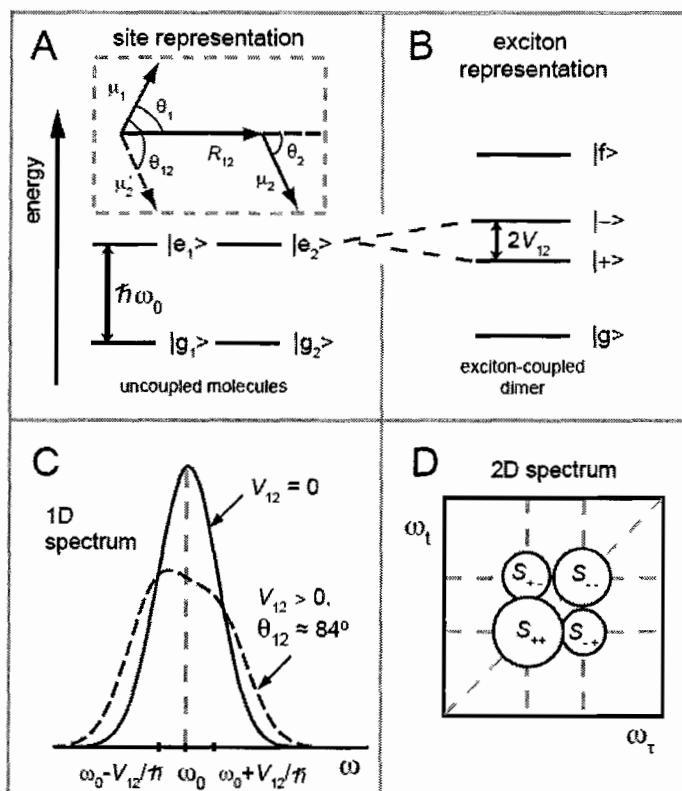 A
site representation
μ₁
θ₁
θ₁₂
R₁₂
θ₂
μ₂'
μ₂
energy
|e₁> |e₂>
ℏω₀
|g₁> |g₂>
uncoupled molecules
B
exciton
representation
|f>
|−>
2V₁₂
|+>
|g>
exciton-coupled
dimer
C
1D
spectrum
V₁₂ = 0
V₁₂ > 0,
θ₁₂ ≈ 84°
ω₀-V₁₂/ℏ ω₀ ω₀+V₁₂/ℏ ω
D
2D spectrum
ωₜ
S₊₋ S₋₋
S₊₊ S₋₊
ω_τ